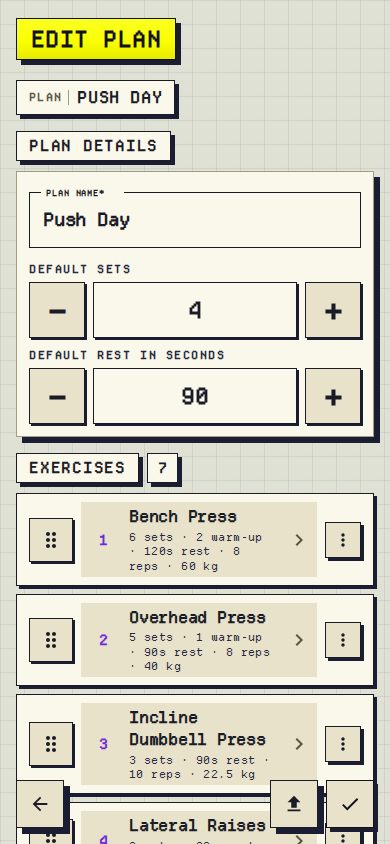 EDIT PLAN
PLAN PUSH DAY
PLAN DETAILS
PLAN NAME*
Push Day
DEFAULT SETS
4
DEFAULT REST IN SECONDS
90
EXERCISES 7
1
Bench Press
6 sets · 2 warm-up
· 120s rest · 8
reps · 60 kg
2
Overhead Press
5 sets · 1 warm-up
· 90s rest · 8 reps
· 40 kg
3
Incline
Dumbbell Press
3 sets · 90s rest ·
10 reps · 22.5 kg
4
Lateral Raises